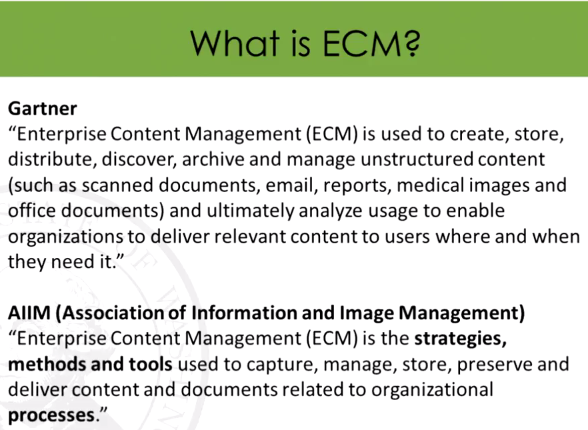 What is ECM?
Gartner
“Enterprise Content Management (ECM) is used to create, store,
distribute, discover, archive and manage unstructured content
(such as scanned documents, email, reports, medical images and
office documents) and ultimately analyze usage to enable
organizations to deliver relevant content to users where and when
they need it.”
AIIM (Association of Information and Image Management)
“Enterprise Content Management (ECM) is the strategies,
methods and tools used to capture, manage, store, preserve and
deliver content and documents related to organizational
processes.”